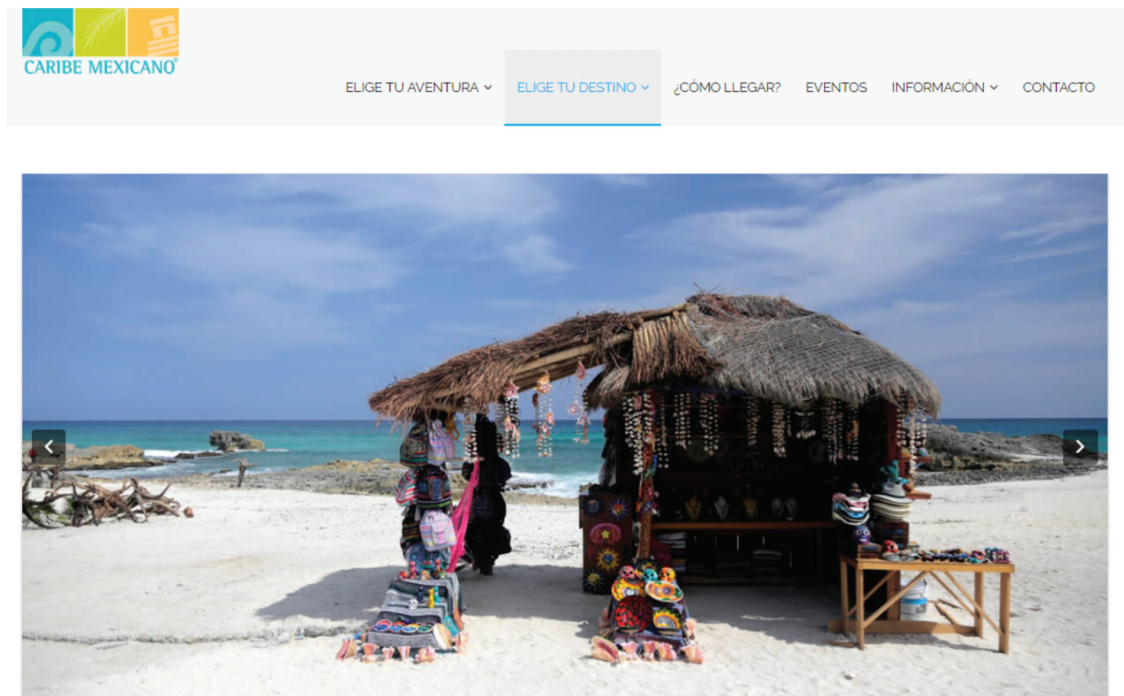 CARIBE MEXICANO®
ELIGE TU AVENTURA
ELIGE TU DESTINO
¿CÓMO LLEGAR?
EVENTOS
INFORMACIÓN
CONTACTO